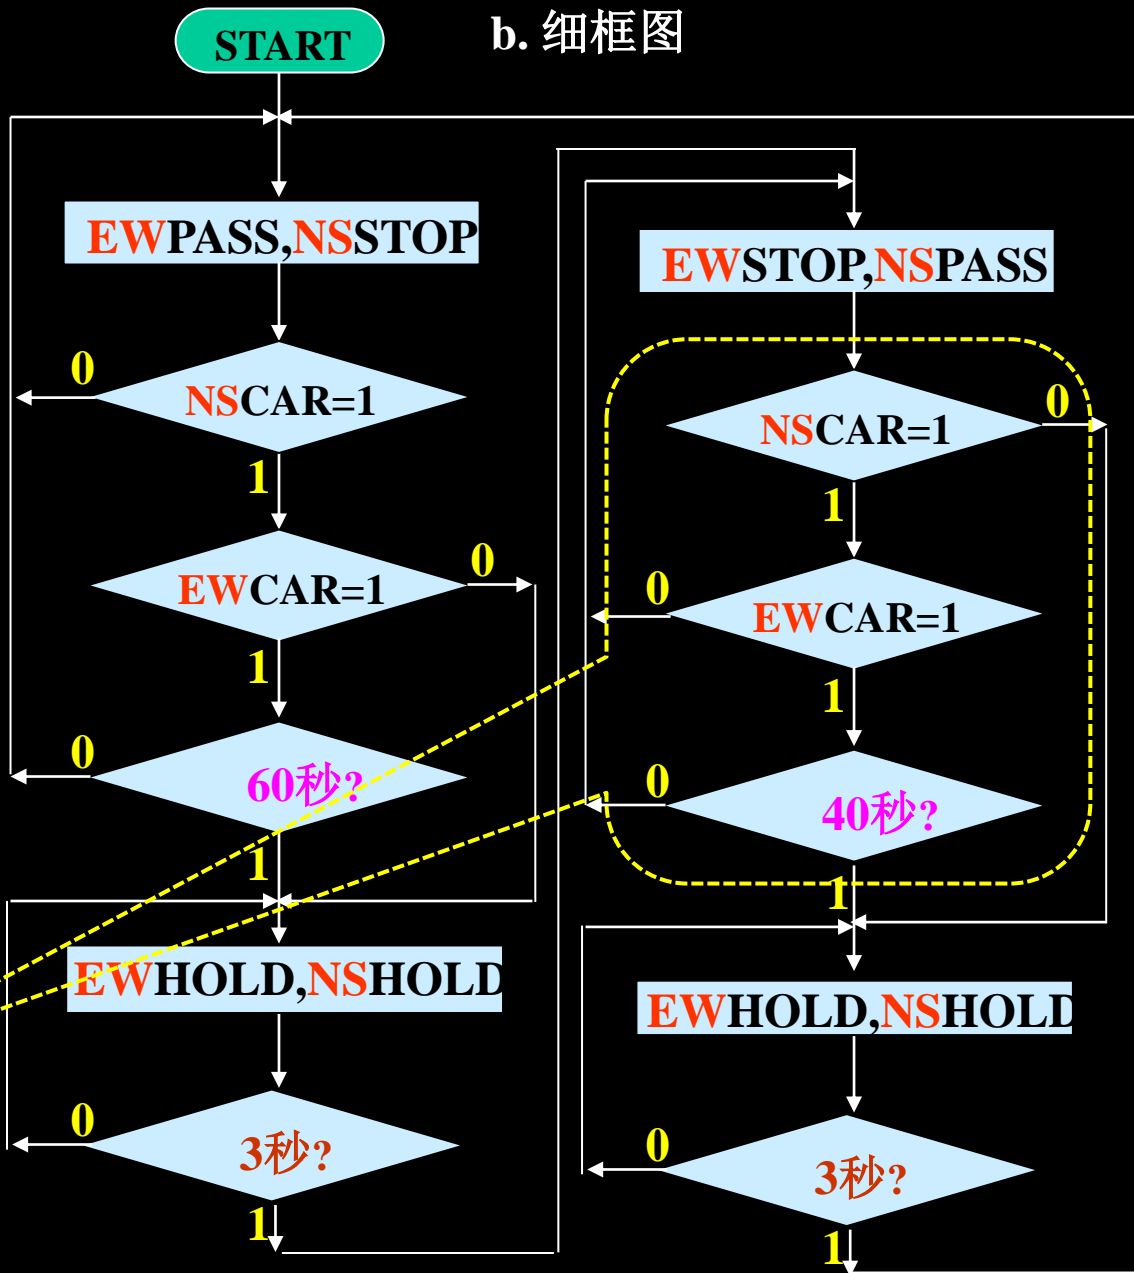 b. 细框图
START
EWPASS,NSSTOP
0
NSCAR=1
1
EWCAR=1
0
1
0
60秒?
1
EWHOLD,NSHOLD
0
3秒?
1
EWSTOP,NSPASS
NSCAR=1
0
1
0
EWCAR=1
1
0
40秒?
1
EWHOLD,NSHOLD
0
3秒?
1